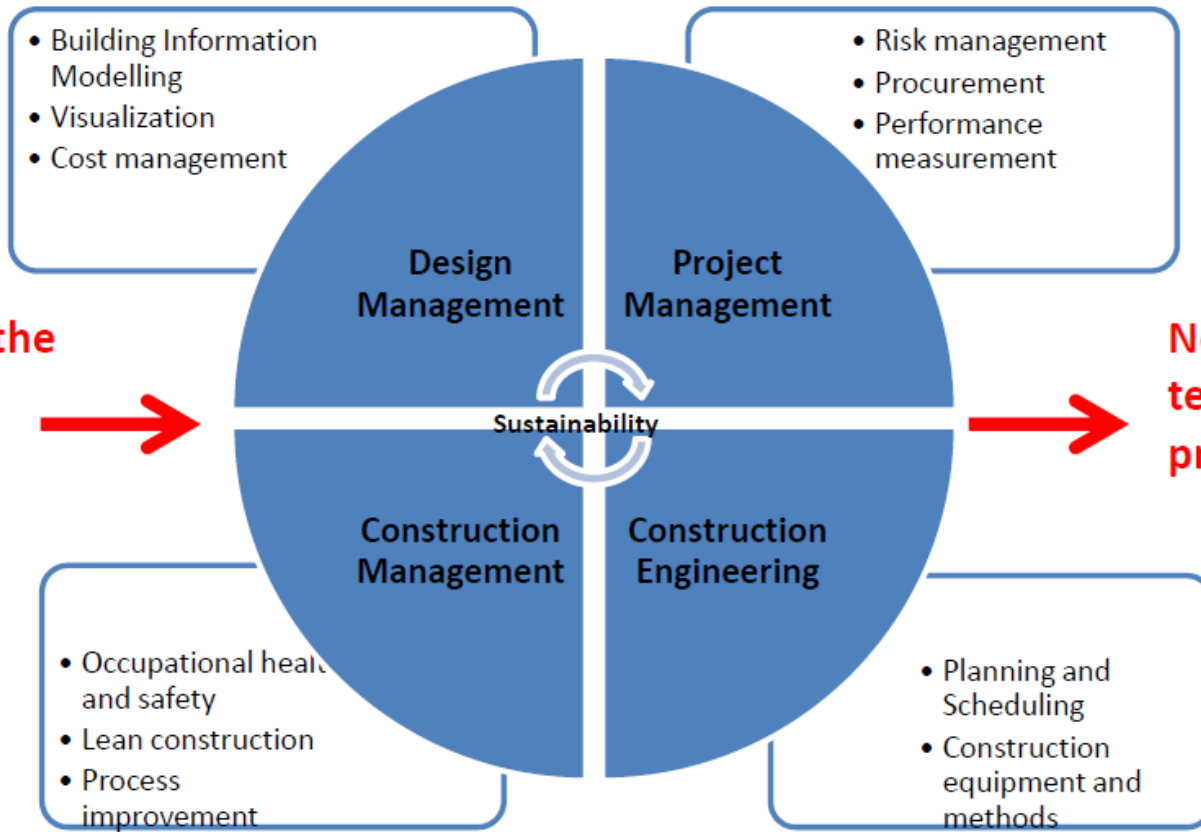 • Building Information
Modelling
• Visualization
• Cost management
• Risk management
• Procurement
• Performance
measurement
Design
Management
Project
Management
the
Sustainability
Construction
Management
Construction
Engineering
• Occupational
and safety
• Lean construction
• Process
improvement
• Planning and
Scheduling
• Construction
equipment and
methods